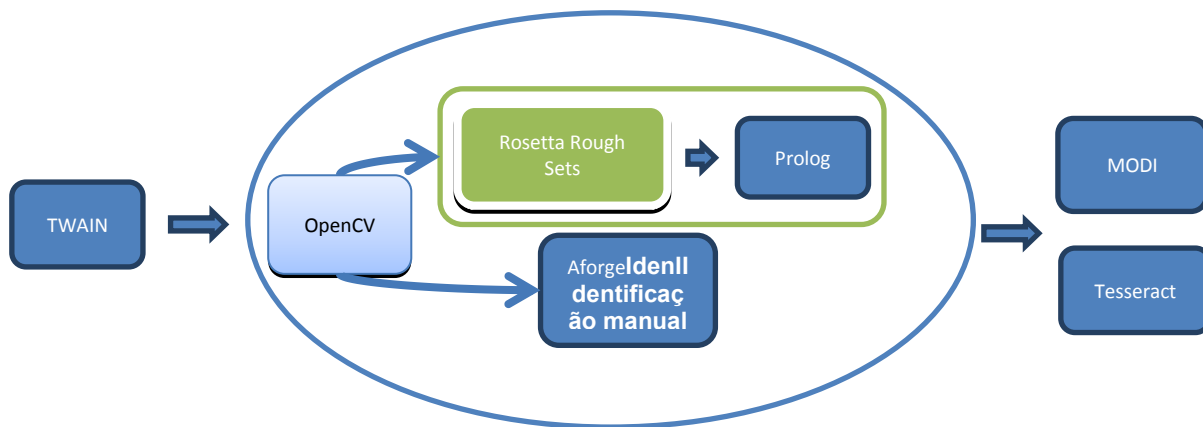 TWAIN
OpenCV
Rosetta Rough
Sets
Prolog
AforgeIdenII
dentificaç
ão manual
MODI
Tesseract